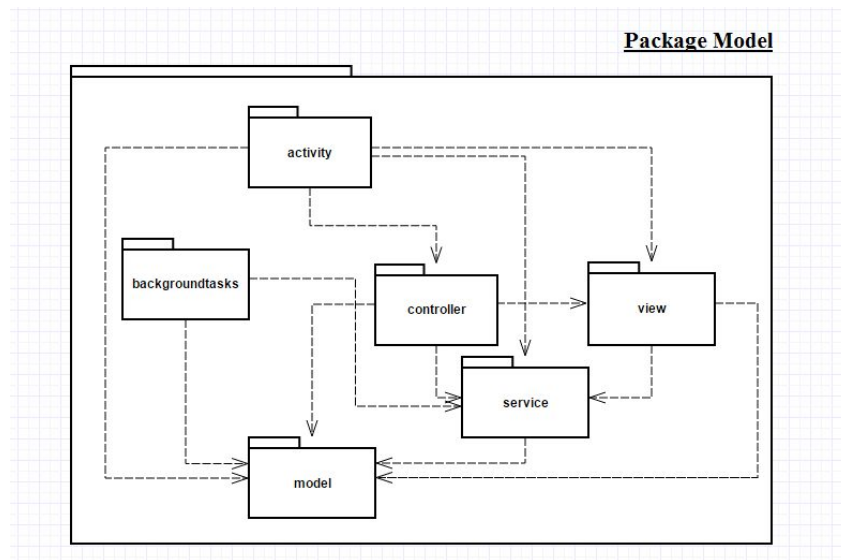 Package Model
activity
backgroundtasks
controller
view
service
model